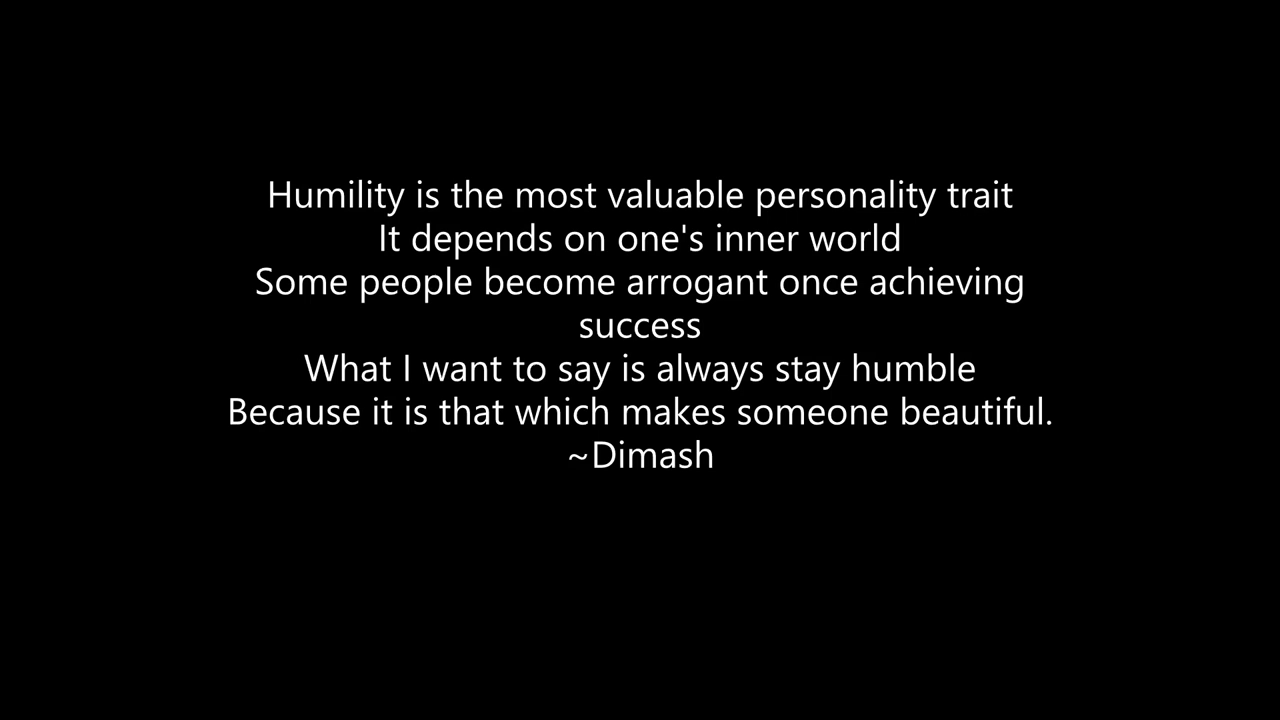 Humility is the most valuable personality trait
It depends on one's inner world
Some people become arrogant once achieving
success
What I want to say is always stay humble
Because it is that which makes someone beautiful.
~Dimash